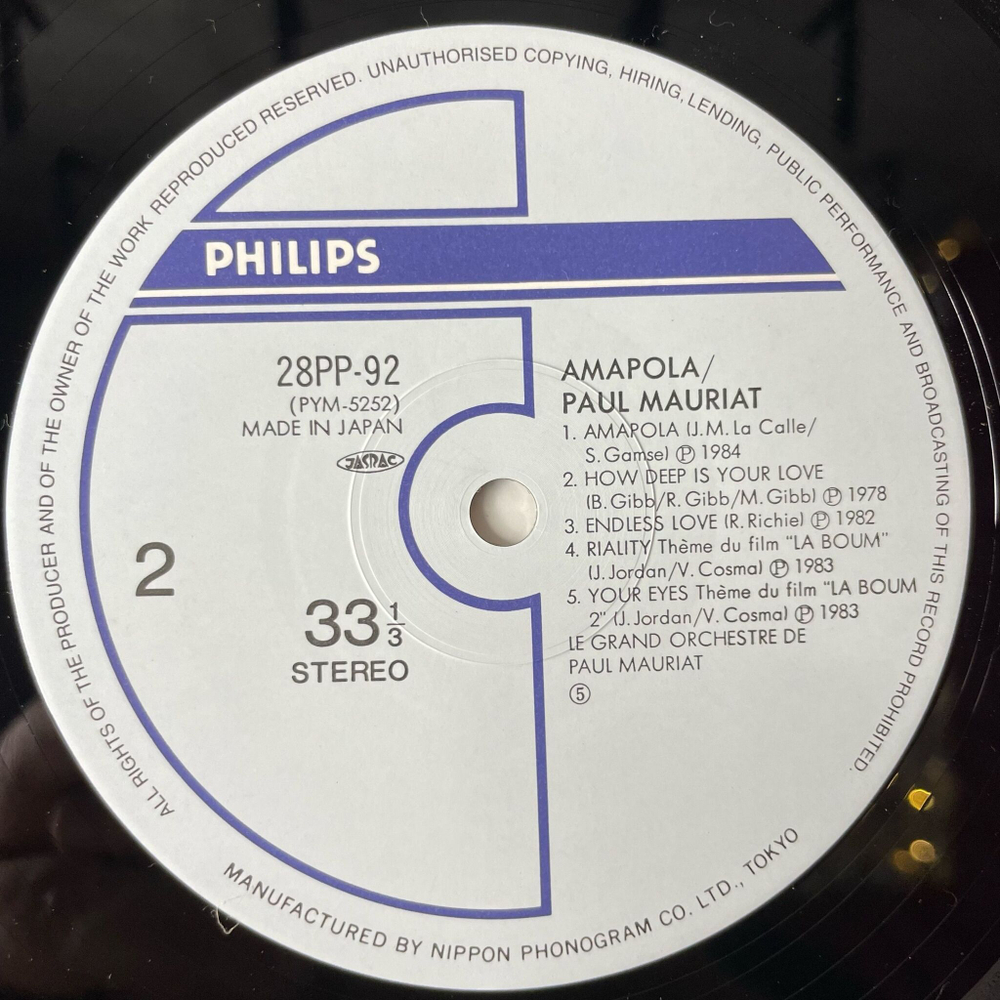 ALL RIGHTS OF THE PRODUCER AND OF THE OWNER OF THE WORK REPRODUCED RESERVED. UNAUTHORISED COPYING, HIRING, LENDING, PUBLIC PERFORMANCE AND BROADCASTING OF THIS RECORD PROHIBITED.
PHILIPS
28PP-92
(PYM-5252)
MADE IN JAPAN
JASRAC
2
33 1/3
STEREO
AMAPOLA/
PAUL MAURIAT
1. AMAPOLA (J.M. La Calle/
S. Gamse) Ⓟ 1984
2. HOW DEEP IS YOUR LOVE
(B. Gibb/R. Gibb/M. Gibb) Ⓟ 1978
3. ENDLESS LOVE (R. Richie) Ⓟ 1982
4. RIALITY Thème du film "LA BOUM"
(J. Jordan/V. Cosma) Ⓟ 1983
5. YOUR EYES Thème du film "LA BOUM
2" (J. Jordan/V. Cosma) Ⓟ 1983
LE GRAND ORCHESTRE DE
PAUL MAURIAT
⑤
MANUFACTURED BY NIPPON PHONOGRAM CO. LTD., TOKYO